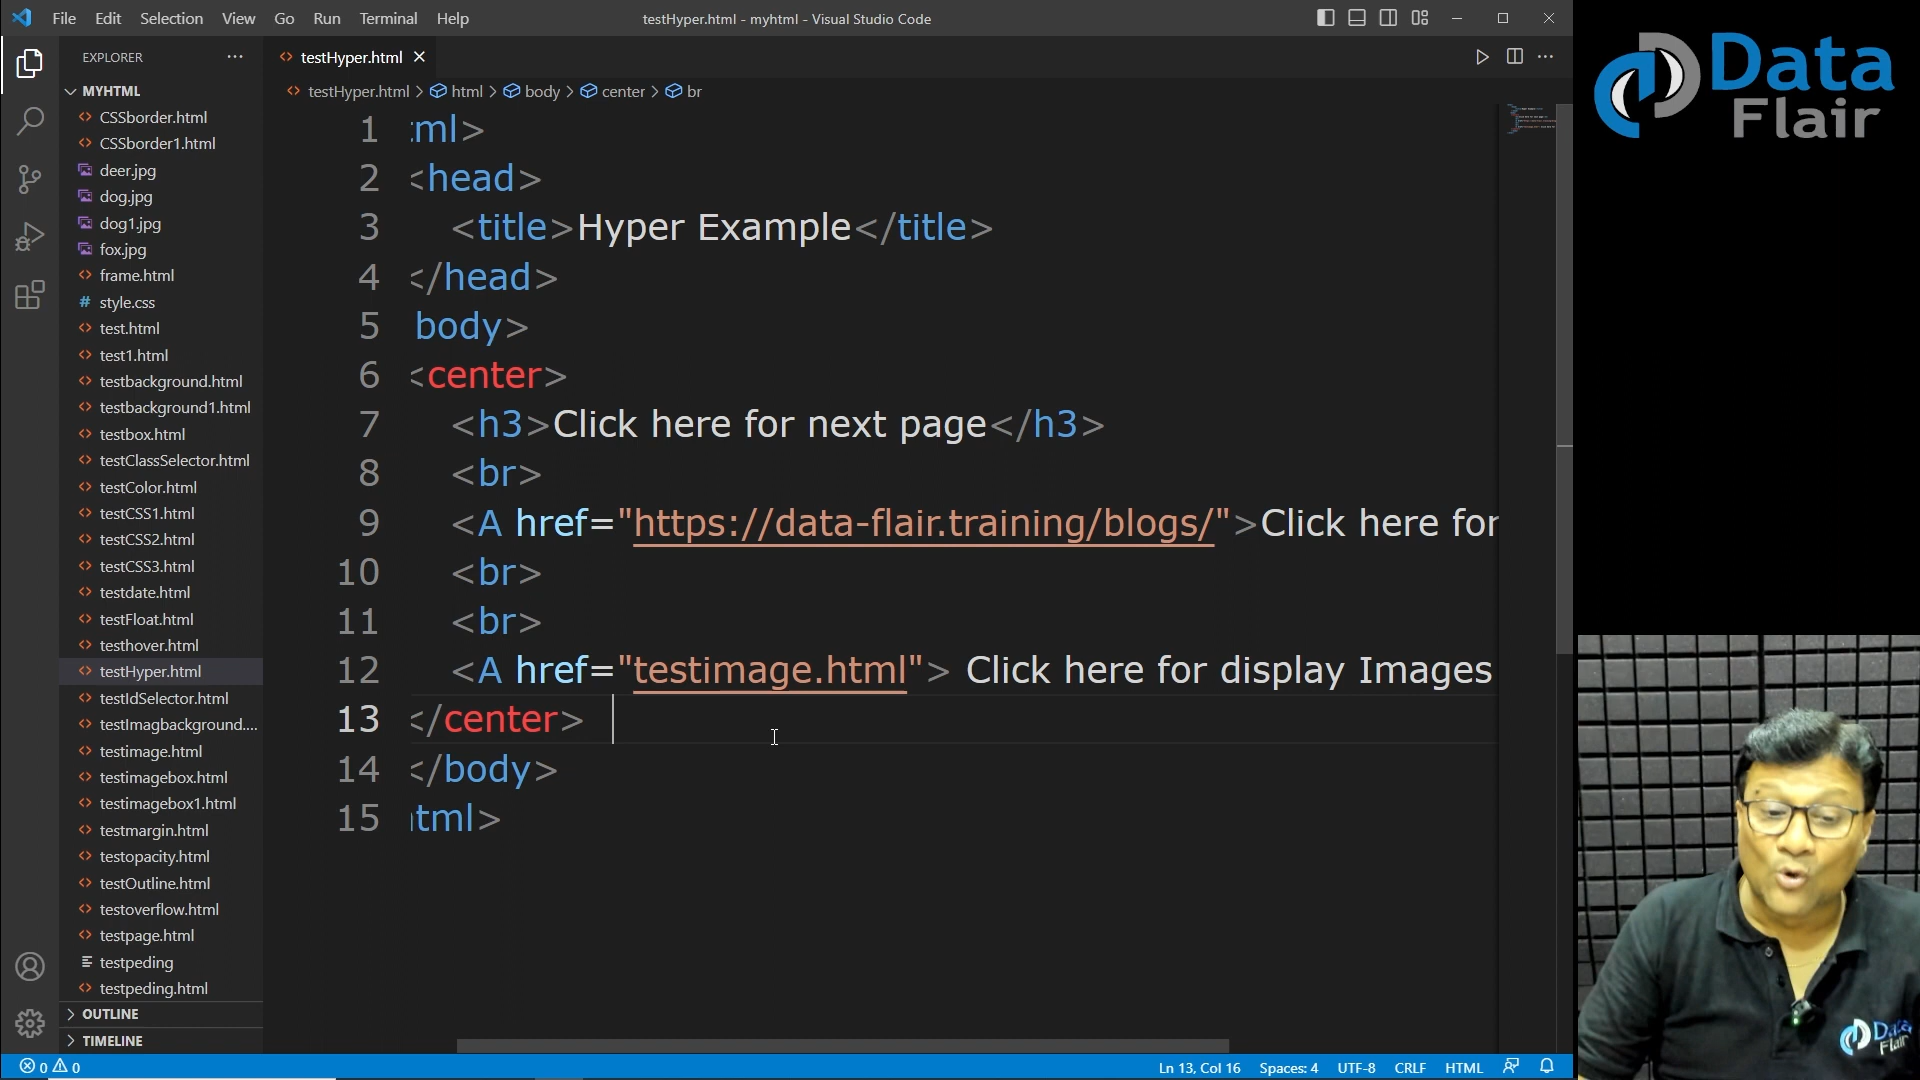 File Edit Selection View Go Run Terminal Help
testHyper.html - myhtml - Visual Studio Code
EXPLORER
MYHTML
CSSborder.html
CSSborder1.html
deer.jpg
dog.jpg
dog1.jpg
fox.jpg
frame.html
# style.css
test.html
test1.html
testbackground.html
testbackground1.html
testbox.html
testClassSelector.html
testColor.html
testCSS1.html
testCSS2.html
testCSS3.html
testdate.html
testFloat.html
testhover.html
testHyper.html
testIdSelector.html
testImagbackground....
testimage.html
testimagebox.html
testimagebox1.html
testmargin.html
testopacity.html
testOutline.html
testoverflow.html
testpage.html
testpeding
testpeding.html
OUTLINE
TIMELINE
testHyper.html
testHyper.html > html > body > center > br
1 ml>
2 <head>
3 <title>Hyper Example</title>
4 </head>
5 body>
6 <center>
7 <h3>Click here for next page</h3>
8 <br>
9 <A href="https://data-flair.training/blogs/">Click here for
10 <br>
11 <br>
12 <A href="testimage.html"> Click here for display Images
13 </center>
14 </body>
15 tml>
0 0
Ln 13, Col 16 Spaces: 4 UTF-8 CRLF HTML
Data
Flair
Data
Flair